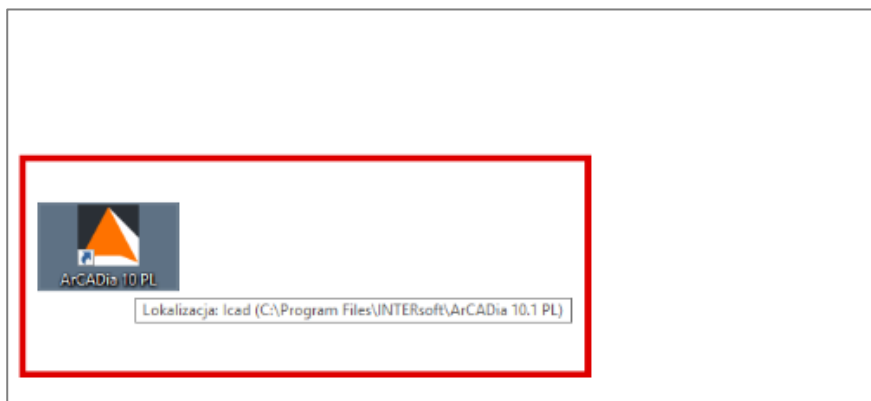 ArCADia 10 PL
Lokalizacja: Icad (C:\Program Files\INTERsoft\ArCADia 10.1 PL)